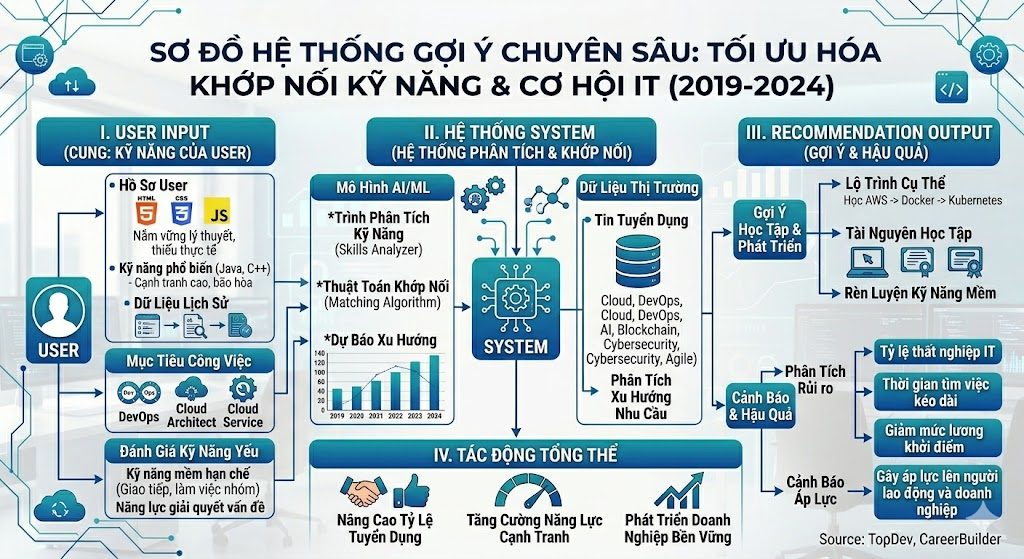 SƠ ĐỒ HỆ THỐNG GỢI Ý CHUYÊN SÂU: TỐI ƯU HÓA
KHỚP NỐI KỸ NĂNG & CƠ HỘI IT (2019-2024)
I. USER INPUT
(CUNG: KỸ NĂNG CỦA USER)
Hồ Sơ User
HTML
5
CSS
3
JS
Nắm vững lý thuyết,
thiếu thực tế
Kỹ năng phổ biến (Java, C++)
- Cạnh tranh cao, bão hòa
Dữ Liệu Lịch Sử
USER
Mục Tiêu Công Việc
Dev
Ops
DevOps
Cloud
Architect
Cloud
Service
Đánh Giá Kỹ Năng Yếu
Kỹ năng mềm hạn chế
(Giao tiếp, làm việc nhóm)
Năng lực giải quyết vấn đề
II. HỆ THỐNG SYSTEM
(HỆ THỐNG PHÂN TÍCH & KHỚP NỐI)
Mô Hình AI/ML
*Trình Phân Tích
Kỹ Năng
(Skills Analyzer)
*Thuật Toán Khớp Nối
(Matching Algorithm)
*Dự Báo Xu Hướng
140
120
100
80
60
40
20
0
2019 2020 2021 2022 2023 2024
SYSTEM
Dữ Liệu Thị Trường
Tin Tuyển Dụng
Cloud, DevOps,
Cloud, DevOps,
AI, Blockchain,
Cybersecurity,
Cybersecurity, Agile)
Phân Tích
Xu Hướng
Nhu Cầu
III. RECOMMENDATION OUTPUT
(GỢI Ý & HẬU QUẢ)
Gợi Ý
Học Tập &
Phát Triển
Lộ Trình Cụ Thể
Học AWS -> Docker -> Kubernetes
Tài Nguyên Học Tập
Rèn Luyện Kỹ Năng Mềm
Cảnh Báo
& Hậu Quả
Phân Tích
Rủi ro
Tỷ lệ thất nghiệp IT
Thời gian tìm việc
kéo dài
Giảm mức lương
khởi điểm
Cảnh Báo
Áp Lực
Gây áp lực lên người
lao động và doanh
nghiệp
IV. TÁC ĐỘNG TỔNG THỂ
Nâng Cao Tỷ Lệ
Tuyển Dụng
Tăng Cường Năng Lực
Cạnh Tranh
Phát Triển Doanh
Nghiệp Bền Vững
Source: TopDev, CareerBuilder